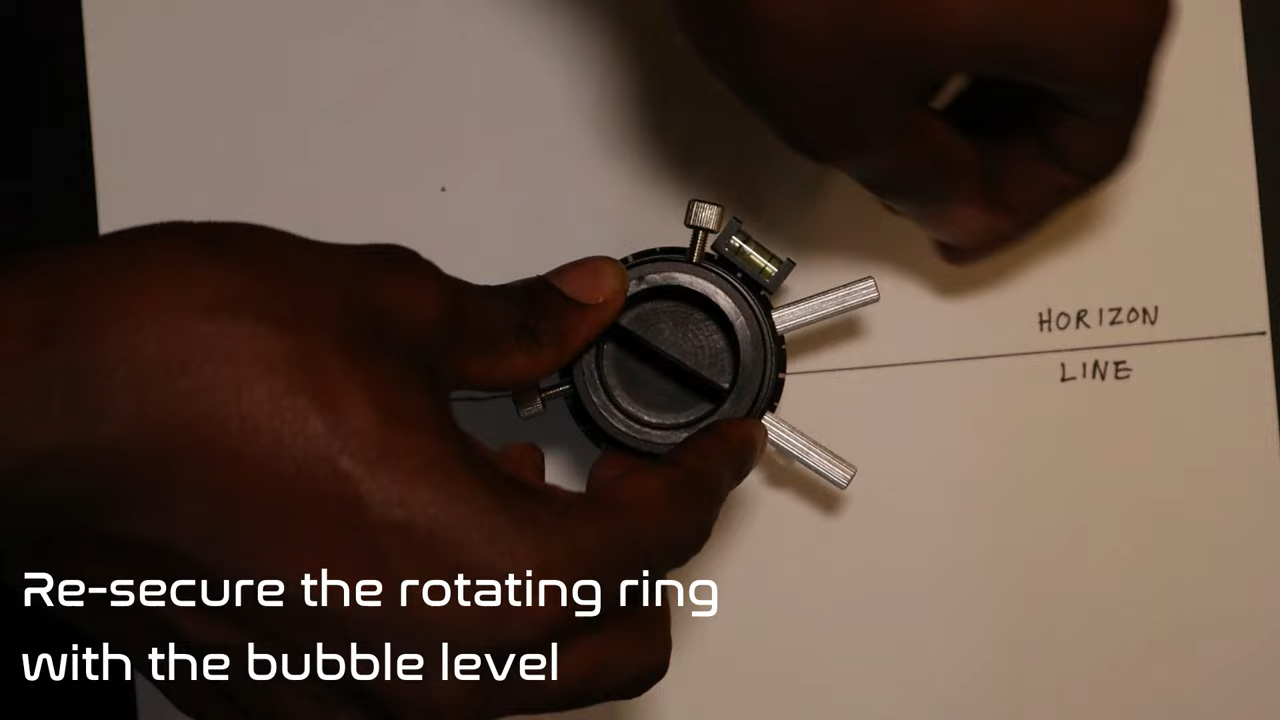 HORIZON
LINE
Re-secure the rotating ring
with the bubble level